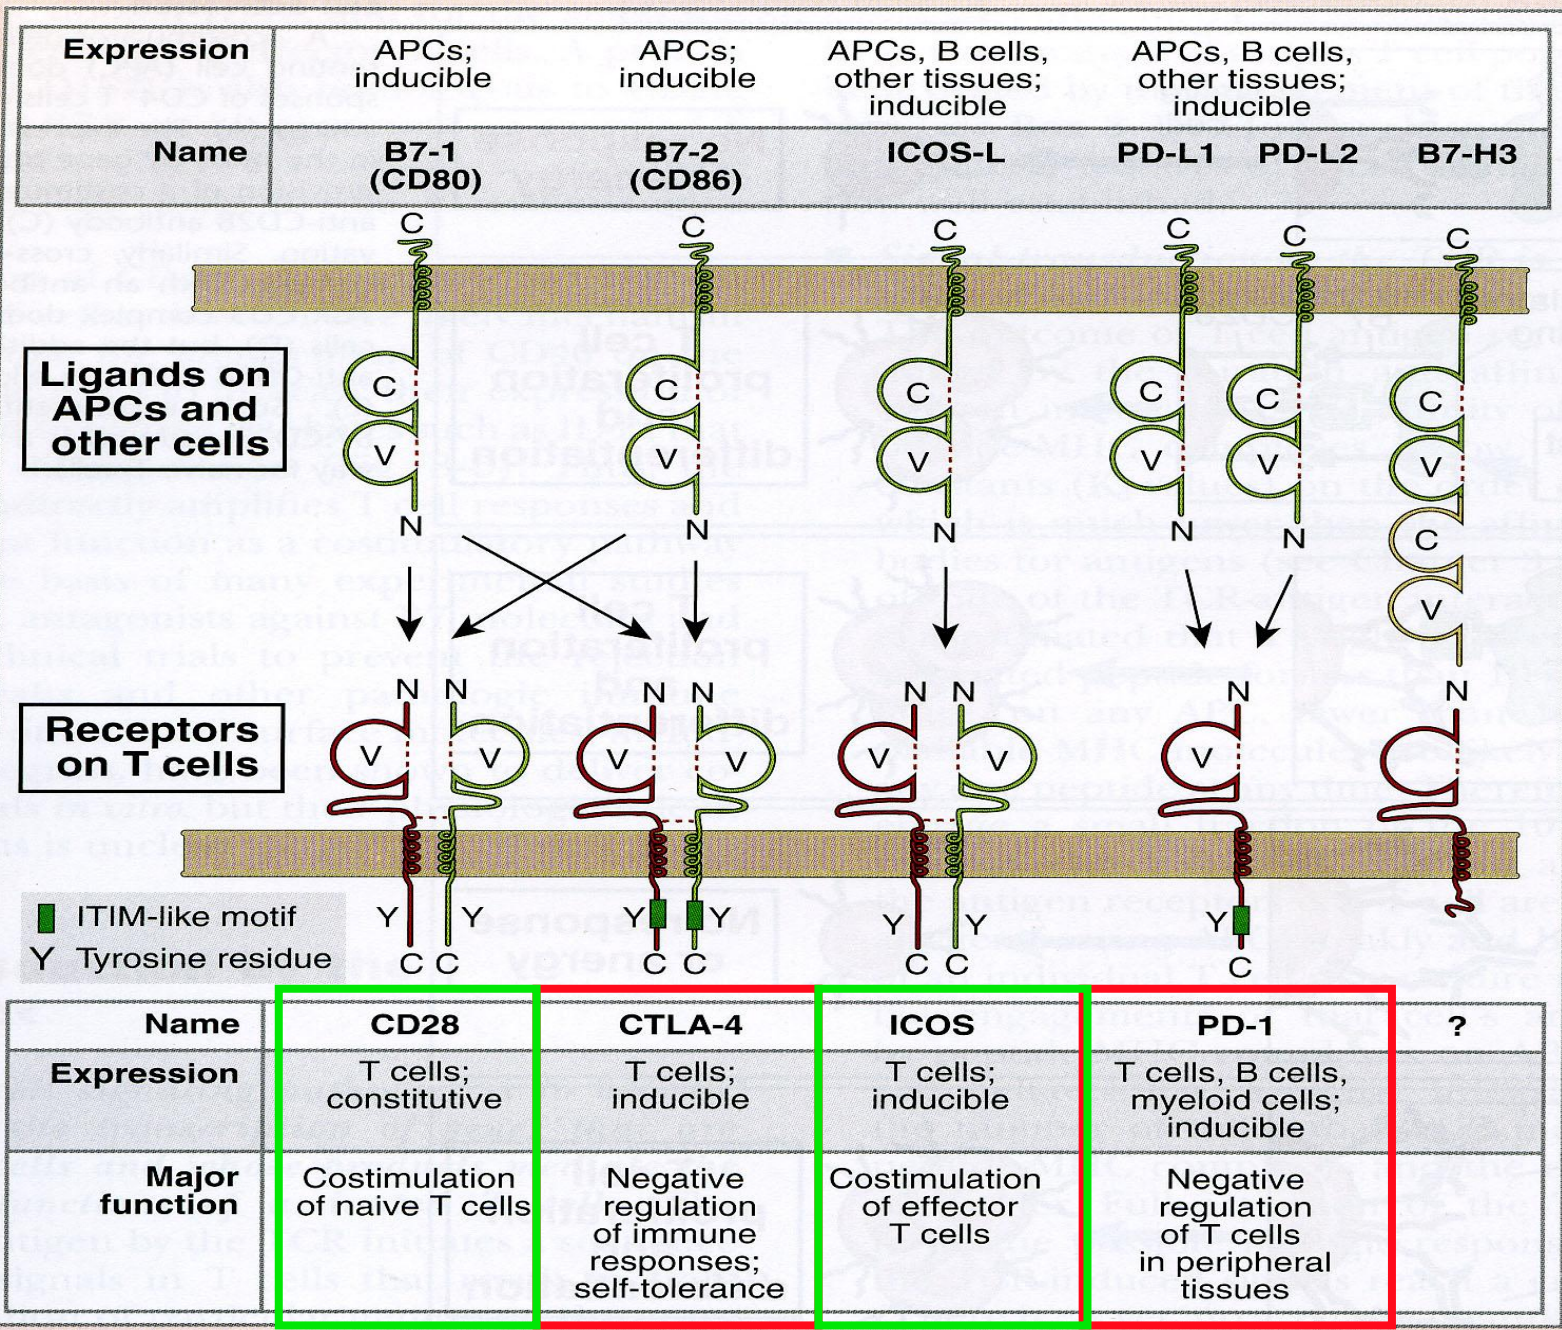 Expression
APCs;
inducible
APCs;
inducible
APCs, B cells,
other tissues;
inducible
APCs, B cells,
other tissues;
inducible
Name
B7-1
(CD80)
B7-2
(CD86)
ICOS-L
PD-L1
PD-L2
B7-H3
C
C
C
C
C
C
Ligands on
APCs and
other cells
C
C
C
C
C
C
V
V
V
V
V
V
C
V
N
N
N
N
N
Receptors
on T cells
N
N
N
N
N
N
N
N
V
V
V
V
V
V
V
ITIM-like motif
Y Tyrosine residue
Y
Y
Y
Y
Y
Y
Y
C
C
C
C
C
C
C
Name
CD28
CTLA-4
ICOS
PD-1
?
Expression
T cells;
constitutive
T cells;
inducible
T cells;
inducible
T cells, B cells,
myeloid cells;
inducible
Major
function
Costimulation
of naive T cells
Negative
regulation
of immune
responses;
self-tolerance
Costimulation
of effector
T cells
Negative
regulation
of T cells
in peripheral
tissues